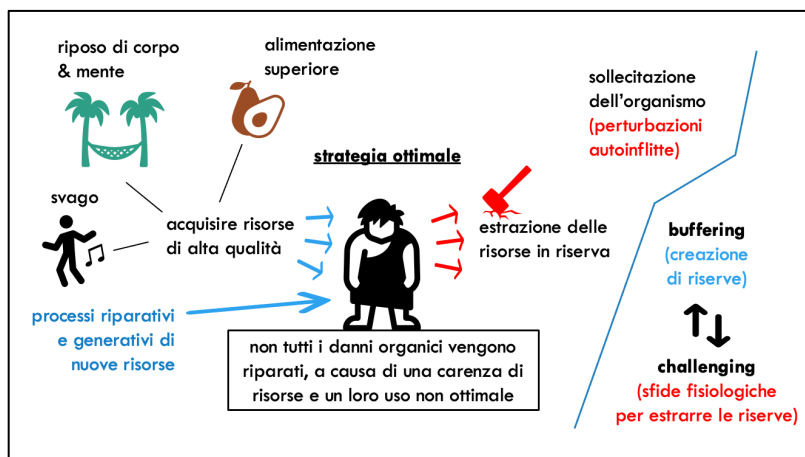 riposo di corpo
& mente
alimentazione
superiore
strategia ottimale
svago
acquisire risorse
di alta qualità
estrazione delle
risorse in riserva
processi riparativi
e generativi di
nuove risorse
non tutti i danni organici vengono
riparati, a causa di una carenza di
risorse e un loro uso non ottimale
sollecitazione
dell'organismo
(perturbazioni
autoinflitte)
buffering
(creazione
di riserve)
challenging
(sfide fisiologiche
per estrarre le riserve)